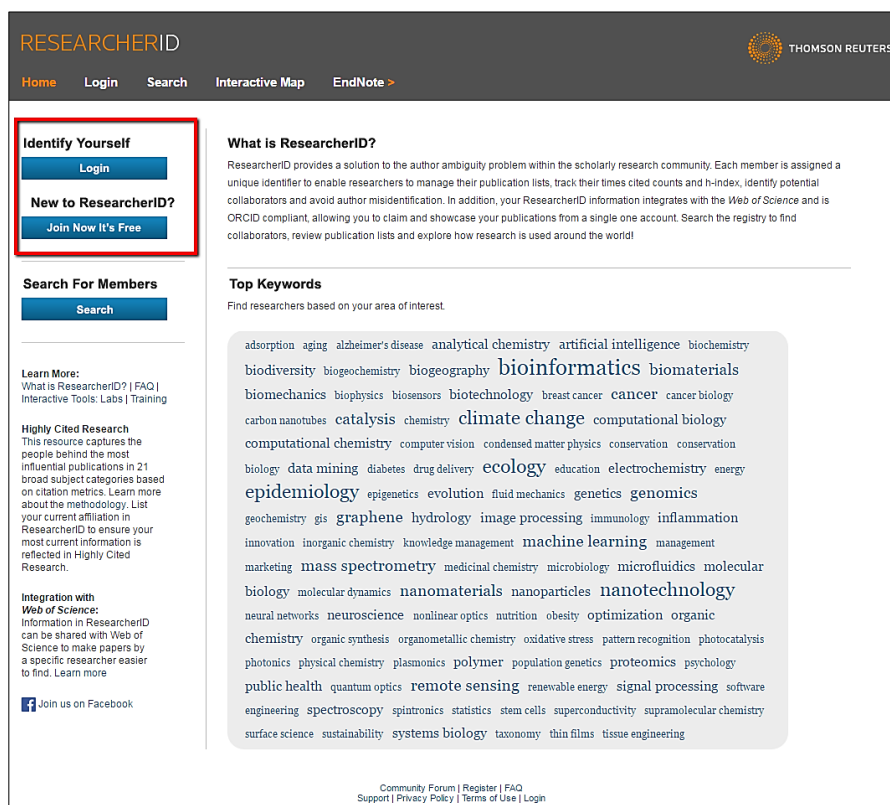 RESEARCHERID
THOMSON REUTERS
Home Login Search Interactive Map EndNote >
Identify Yourself
Login
New to ResearcherID?
Join Now It's Free
Search For Members
Search
Learn More:
What is ResearcherID? | FAQ |
Interactive Tools: Labs | Training
Highly Cited Research
This resource captures the
people behind the most
influential publications in 21
broad subject categories based
on citation metrics. Learn more
about the methodology. List
your current affiliation in
ResearcherID to ensure your
most current information is
reflected in Highly Cited
Research.
Integration with
Web of Science:
Information in ResearcherID
can be shared with Web of
Science to make papers by
a specific researcher easier
to find. Learn more
Join us on Facebook
What is ResearcherID?
ResearcherID provides a solution to the author ambiguity problem within the scholarly research community. Each member is assigned a
unique identifier to enable researchers to manage their publication lists, track their times cited counts and h-index, identify potential
collaborators and avoid author misidentification. In addition, your ResearcherID information integrates with the Web of Science and is
ORCID compliant, allowing you to claim and showcase your publications from a single one account. Search the registry to find
collaborators, review publication lists and explore how research is used around the world!
Top Keywords
Find researchers based on your area of interest.
adsorption aging alzheimer's disease analytical chemistry artificial intelligence biochemistry
biodiversity biogeochemistry biogeography bioinformatics biomaterials
biomechanics biophysics biosensors biotechnology breast cancer cancer cancer biology
carbon nanotubes catalysis chemistry climate change computational biology
computational chemistry computer vision condensed matter physics conservation conservation
biology data mining diabetes drug delivery ecology education electrochemistry energy
epidemiology epigenetics evolution fluid mechanics genetics genomics
geochemistry gis graphene hydrology image processing immunology inflammation
innovation inorganic chemistry knowledge management machine learning management
marketing mass spectrometry medicinal chemistry microbiology microfluidics molecular
biology molecular dynamics nanomaterials nanoparticles nanotechnology
neural networks neuroscience nonlinear optics nutrition obesity optimization organic
chemistry organic synthesis organometallic chemistry oxidative stress pattern recognition photocatalysis
photonics physical chemistry plasmonics polymer population genetics proteomics psychology
public health quantum optics remote sensing renewable energy signal processing software
engineering spectroscopy spintronics statistics stem cells superconductivity supramolecular chemistry
surface science sustainability systems biology taxonomy thin films tissue engineering
Community Forum | Register | FAQ
Support | Privacy Policy | Terms of Use | Login